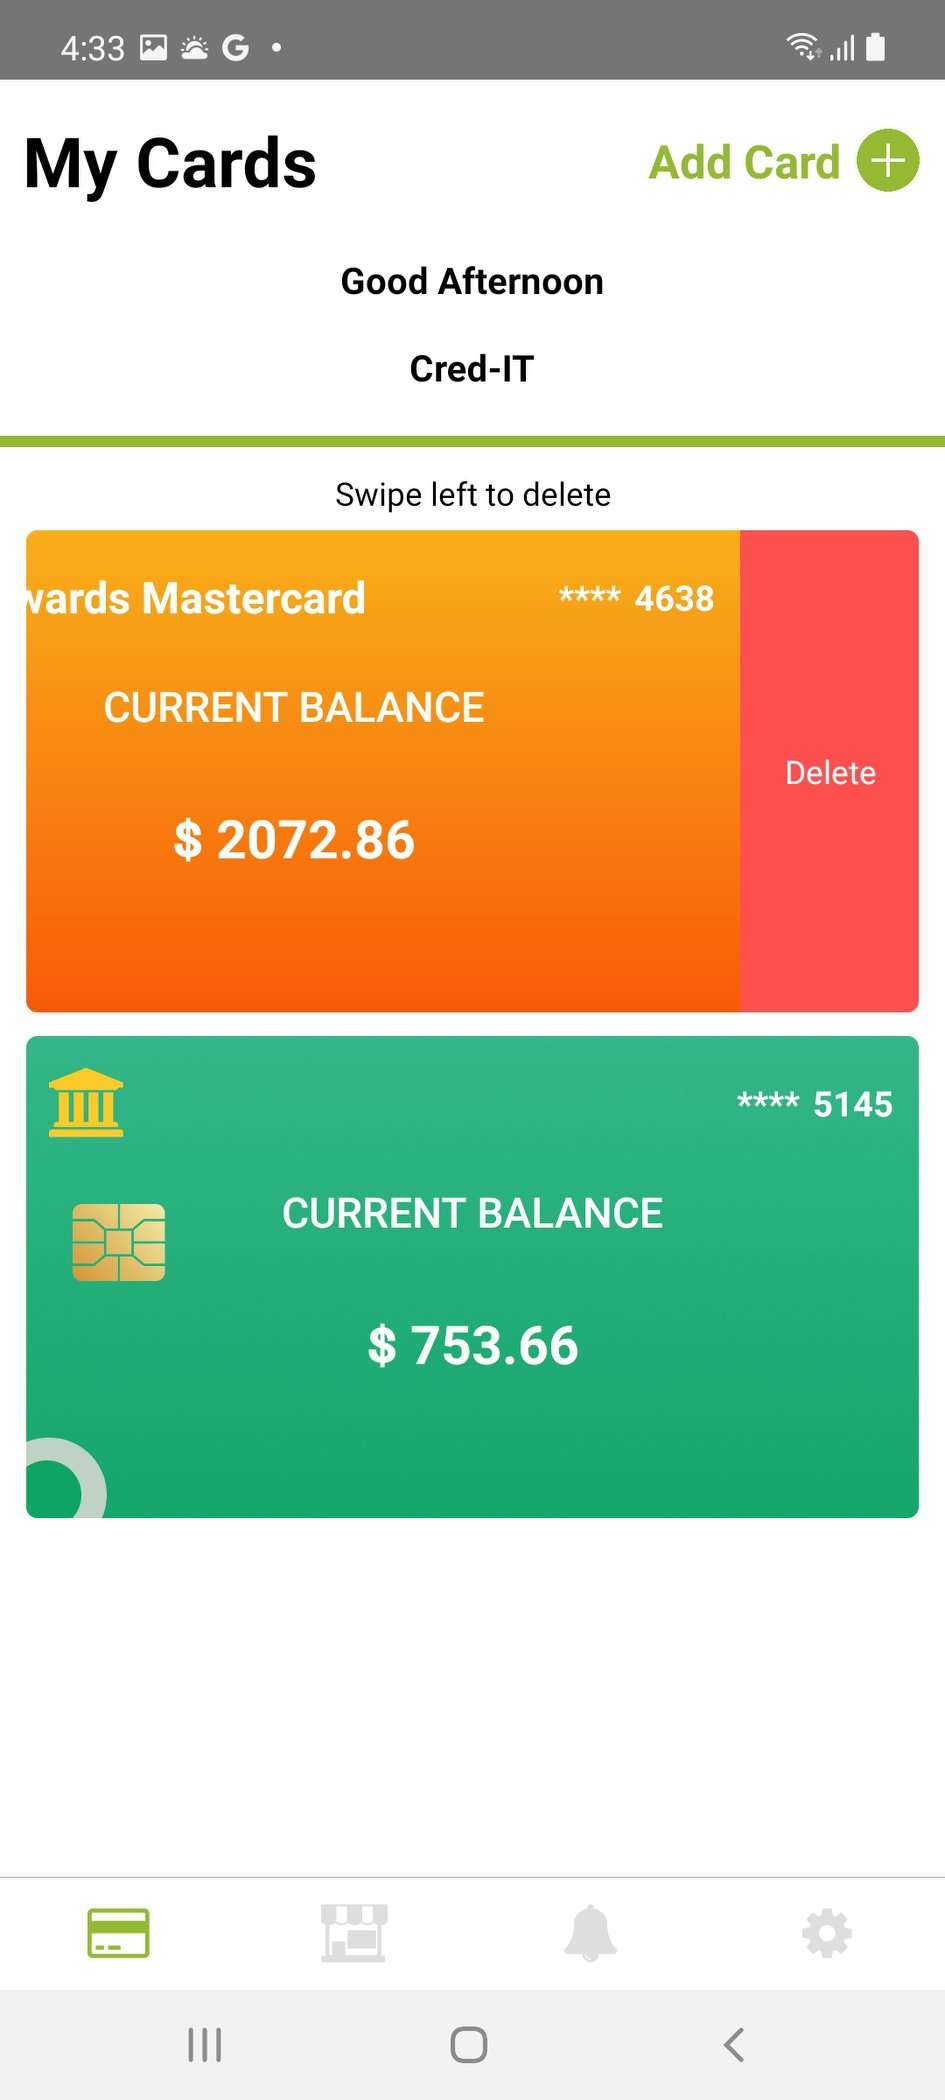 4:33
My Cards
Add Card
Good Afternoon
Cred-IT
Swipe left to delete
wards Mastercard **** 4638
CURRENT BALANCE
$ 2072.86
Delete
**** 5145
CURRENT BALANCE
$ 753.66